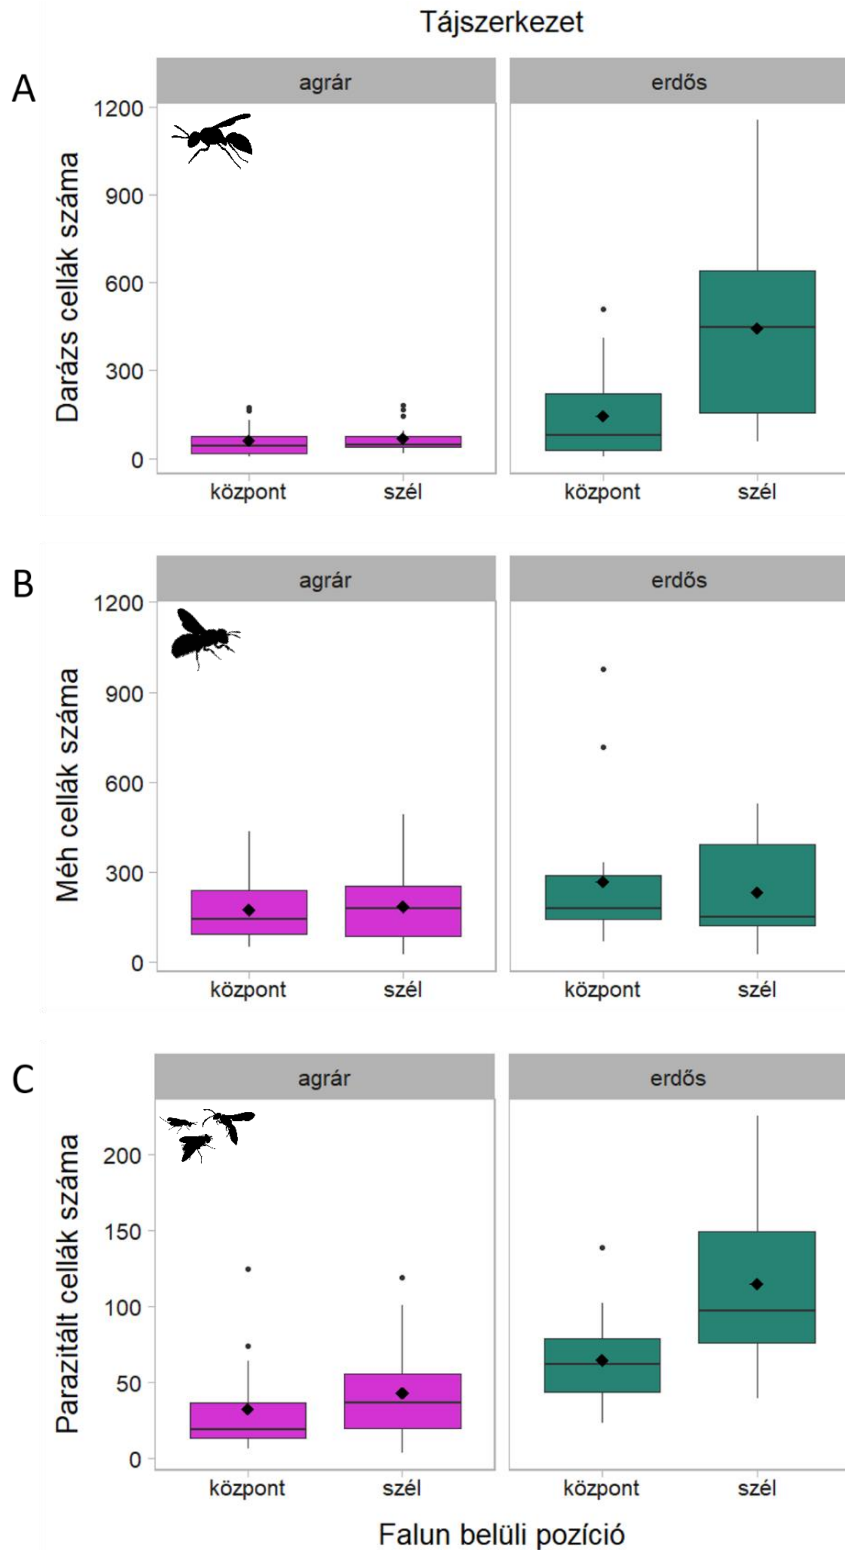 Tájszerkezet
A
agrár erdős
Darázs cellák száma
1200
900
600
300
0
központ szél központ szél
B
agrár erdős
Méh cellák száma
1200
900
600
300
0
központ szél központ szél
C
agrár erdős
Parazitált cellák száma
200
150
100
50
0
központ szél központ szél
Falun belüli pozíció